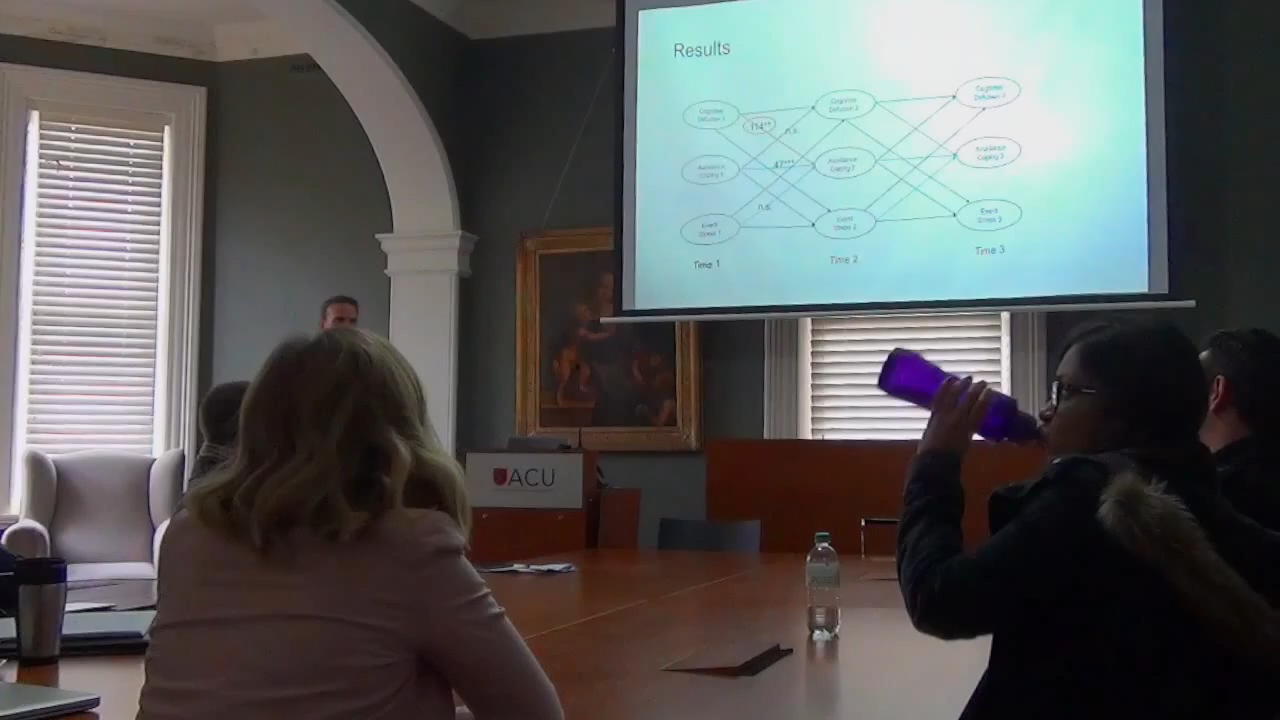 Results
Cognitive
Defusion 1
Cognitive
Defusion 2
Cognitive
Defusion 3
n.s.
Avoidance
Coping 1
.47***
Avoidance
Coping 2
Avoidance
Coping 3
n.s.
Event
Stress 1
Event
Stress 2
Event
Stress 3
Time 1
Time 2
Time 3
ACU